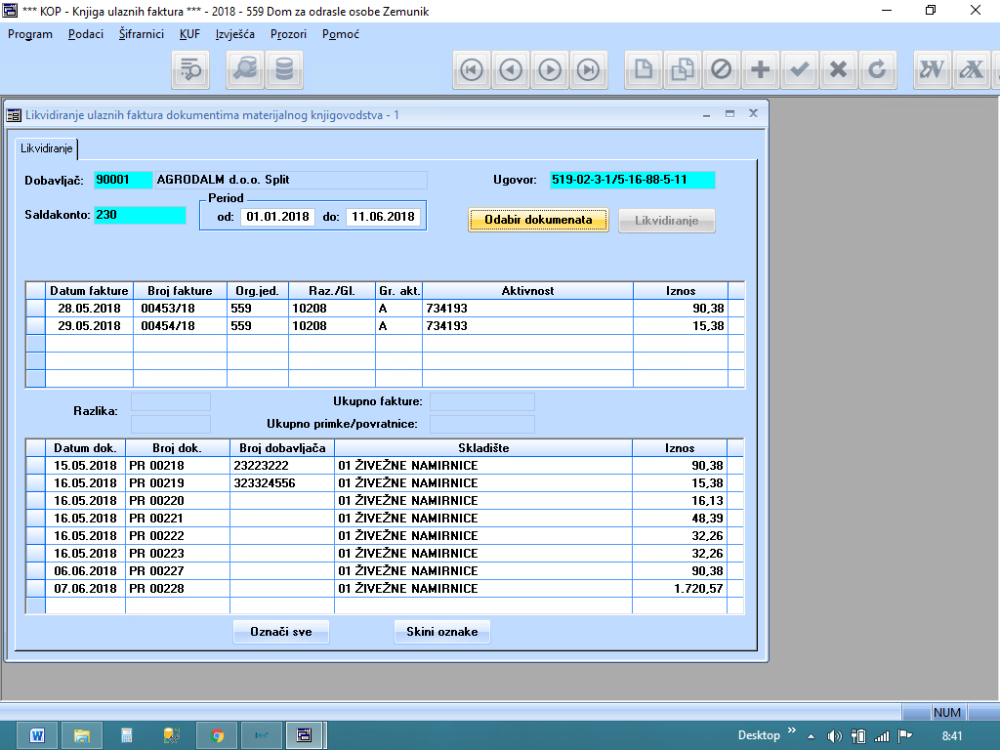 *** KOP - Knjiga ulaznih faktura *** - 2018 - 559 Dom za odrasle osobe Zemunik
Program Podaci Šifrarnici KUF Izvješća Prozori Pomoć
Likvidiranje ulaznih faktura dokumentima materijalnog knjigovodstva - 1
Likvidiranje
Dobavljač: 90001 AGRODALM d.o.o. Split Ugovor: 519-02-3-1/5-16-88-5-11
Period
Saldakonto: 230 od: 01.01.2018 do: 11.06.2018 Odabir dokumenata Likvidiranje
Datum fakture Broj fakture Org.jed. Raz./Gl. Gr. akt. Aktivnost Iznos
28.05.2018 00453/18 559 10208 A 734193 90,38
29.05.2018 00454/18 559 10208 A 734193 15,38
Razlika: Ukupno fakture:
Ukupno primke/povratnice:
Datum dok. Broj dok. Broj dobavljača Skladište Iznos
15.05.2018 PR 00218 23223222 01 ŽIVEŽNE NAMIRNICE 90,38
16.05.2018 PR 00219 323324556 01 ŽIVEŽNE NAMIRNICE 15,38
16.05.2018 PR 00220 01 ŽIVEŽNE NAMIRNICE 16,13
16.05.2018 PR 00221 01 ŽIVEŽNE NAMIRNICE 48,39
16.05.2018 PR 00222 01 ŽIVEŽNE NAMIRNICE 32,26
16.05.2018 PR 00223 01 ŽIVEŽNE NAMIRNICE 32,26
06.06.2018 PR 00227 01 ŽIVEŽNE NAMIRNICE 90,38
07.06.2018 PR 00228 01 ŽIVEŽNE NAMIRNICE 1.720,57
Označi sve Skini oznake
NUM
Desktop 8:41